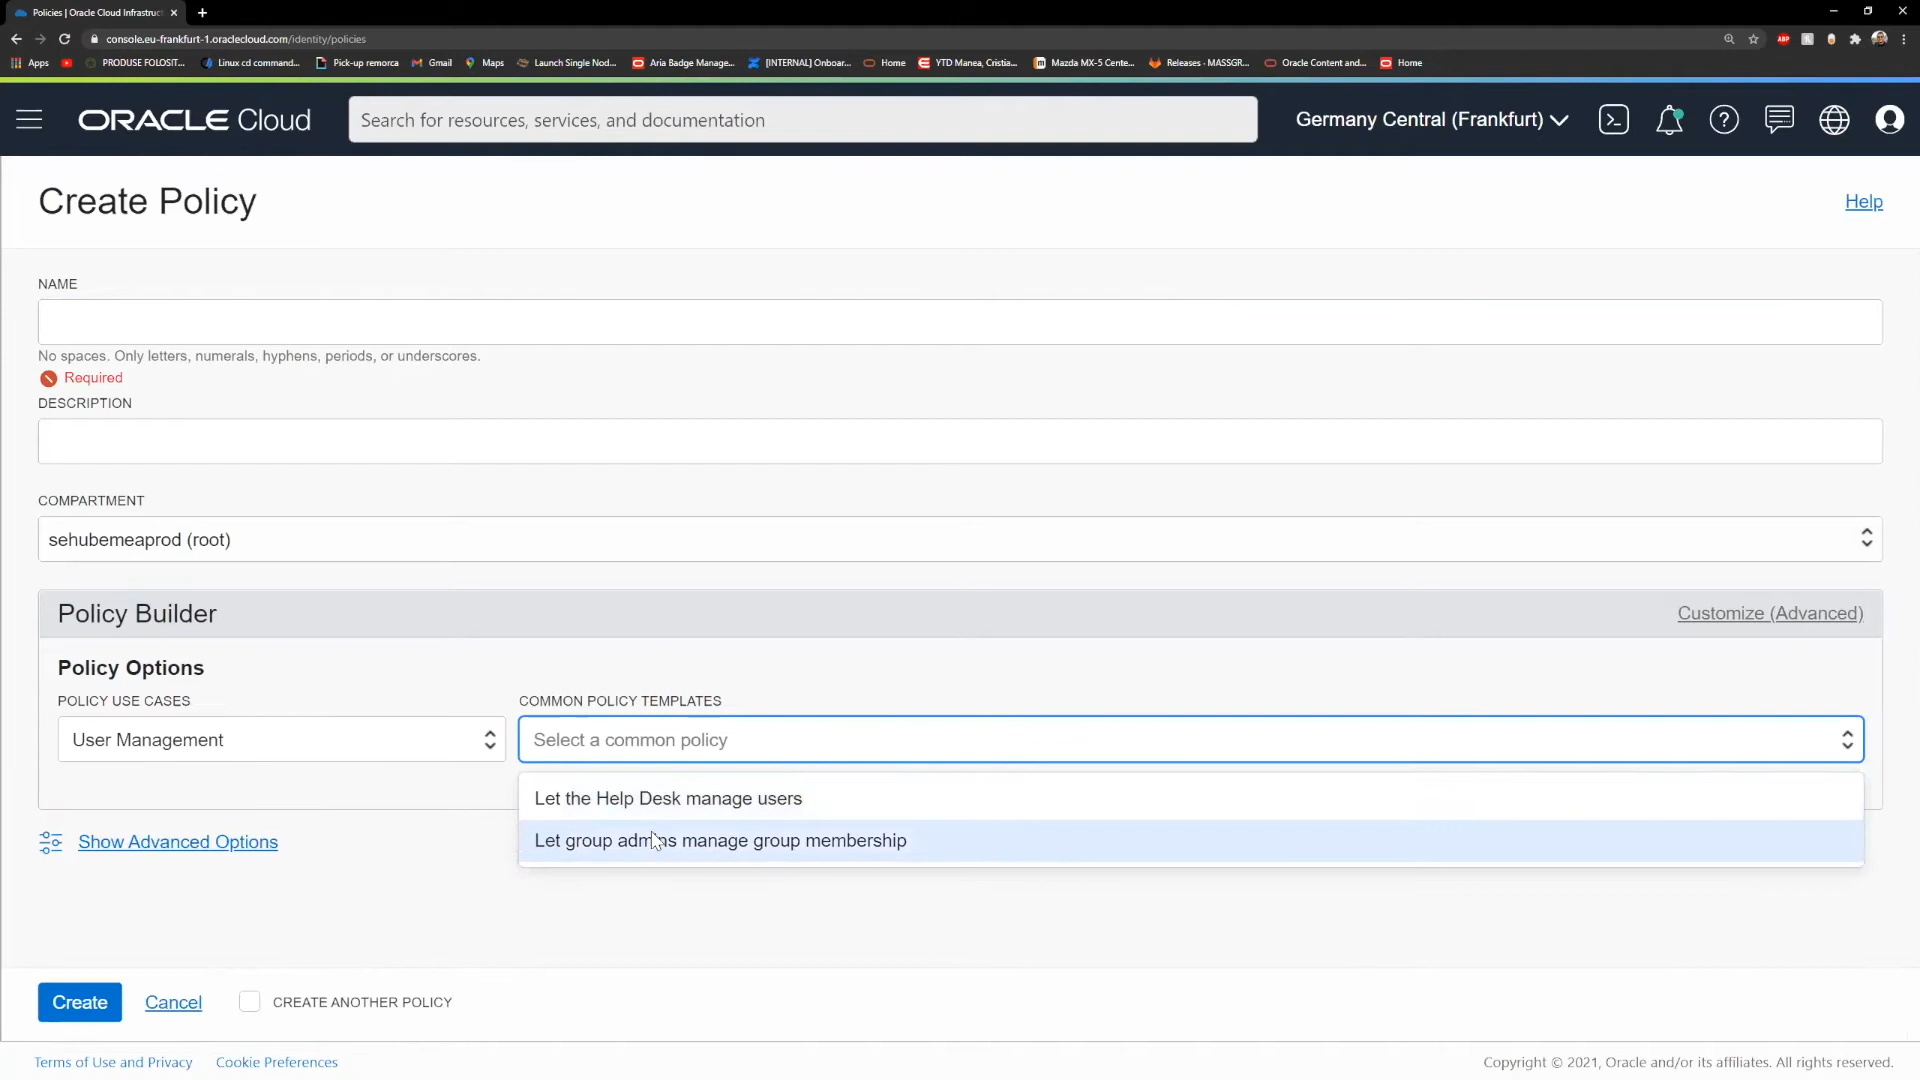 Policies | Oracle Cloud Infrastruct
console.eu-frankfurt-1.oraclecloud.com/identity/policies
Apps PRODUSE FOLOSIT... Linux cd command... Pick-up remorca Gmail Maps Launch Single Nod... Aria Badge Manage... [INTERNAL] Onboar... Home YTD Manea, Cristia... Mazda MX-5 Cente... Releases - MASSGR... Oracle Content and... Home
ORACLE Cloud Search for resources, services, and documentation Germany Central (Frankfurt)
Create Policy Help
NAME
No spaces. Only letters, numerals, hyphens, periods, or underscores.
Required
DESCRIPTION
COMPARTMENT
sehubemeaprod (root)
Policy Builder Customize (Advanced)
Policy Options
POLICY USE CASES COMMON POLICY TEMPLATES
User Management Select a common policy
Let the Help Desk manage users
Show Advanced Options Let group admins manage group membership
Create Cancel CREATE ANOTHER POLICY
Terms of Use and Privacy Cookie Preferences Copyright © 2021, Oracle and/or its affiliates. All rights reserved.